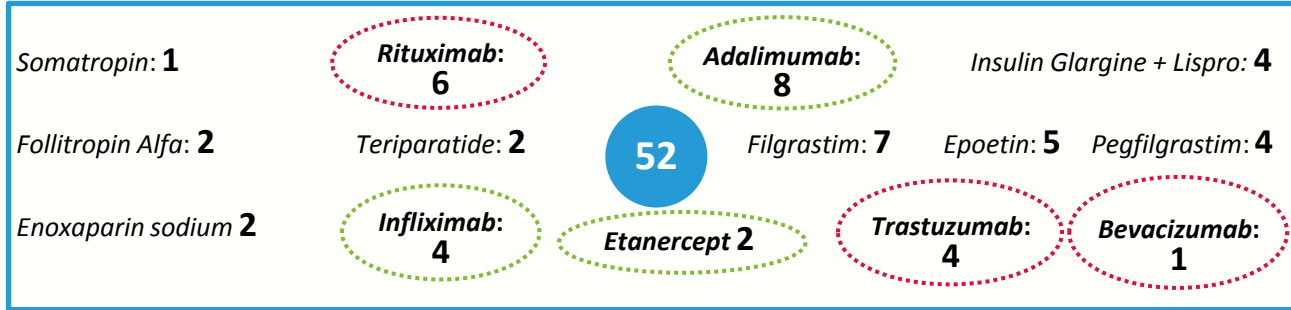 Somatropin: 1
Rituximab:
6
Adalimumab:
8
Insulin Glargine + Lispro: 4
Follitropin Alfa: 2
Teriparatide: 2
52
Filgrastim: 7
Epoetin: 5
Pegfilgrastim: 4
Enoxaparin sodium 2
Infliximab:
4
Etanercept 2
Trastuzumab:
4
Bevacizumab:
1